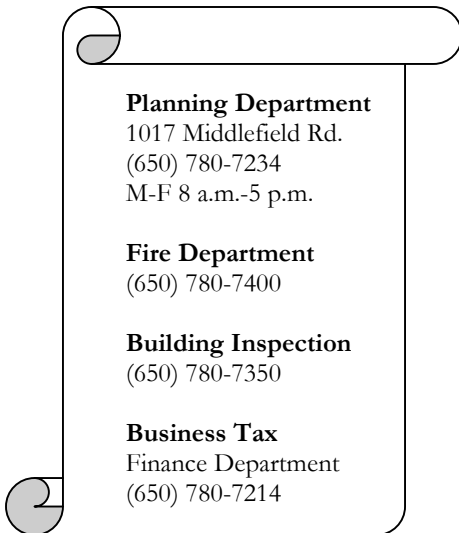 Planning Department
1017 Middlefield Rd.
(650) 780-7234
M-F 8 a.m.-5 p.m.
Fire Department
(650) 780-7400
Building Inspection
(650) 780-7350
Business Tax
Finance Department
(650) 780-7214